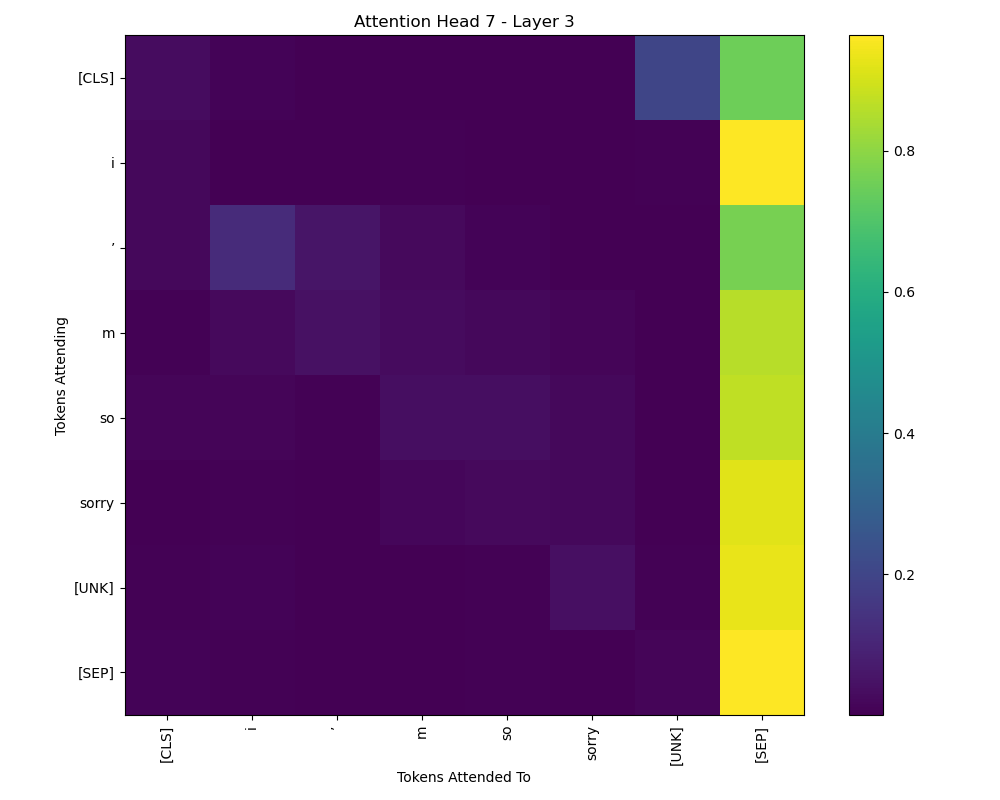 Attention Head 7 - Layer 3
Tokens Attending
[CLS]
i
’
m
so
sorry
[UNK]
[SEP]
[CLS]
i
’
m
so
sorry
[UNK]
[SEP]
Tokens Attended To
0.8
0.6
0.4
0.2